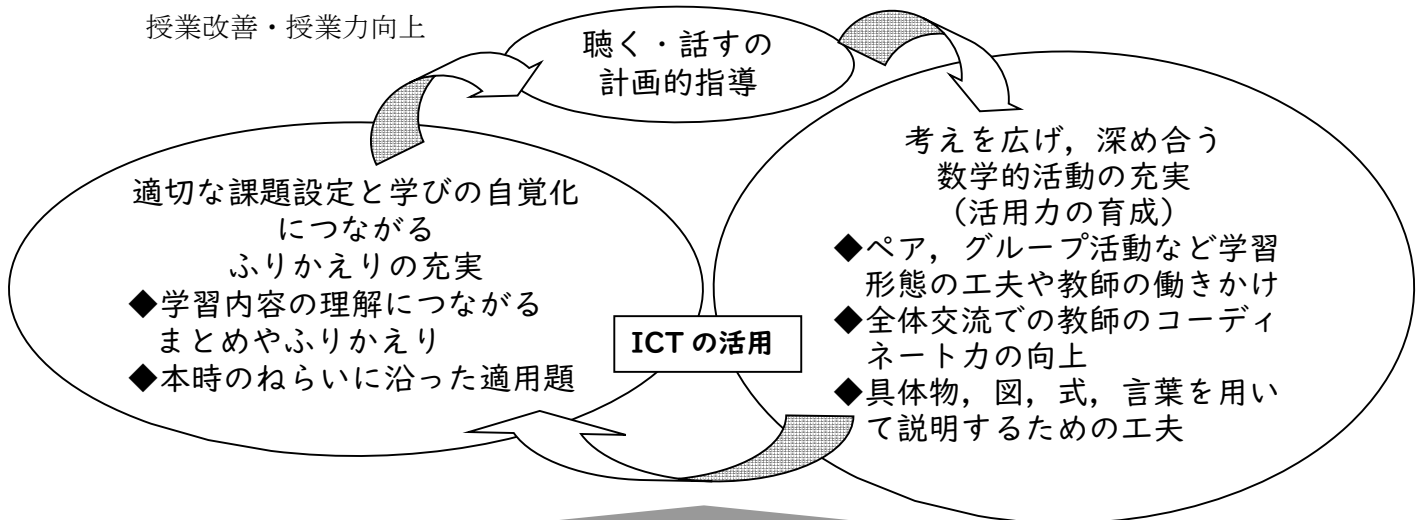 授業改善・授業力向上
聴く・話すの
計画的指導
適切な課題設定と学びの自覚化
につながる
ふりかえりの充実
◆学習内容の理解につながる
まとめやふりかえり
◆本時のねらいに沿った適用題
ICT の活用
考えを広げ，深め合う
数学的活動の充実
（活用力の育成）
◆ペア，グループ活動など学習
形態の工夫や教師の働きかけ
◆全体交流での教師のコーディ
ネート力の向上
◆具体物，図，式，言葉を用い
て説明するための工夫